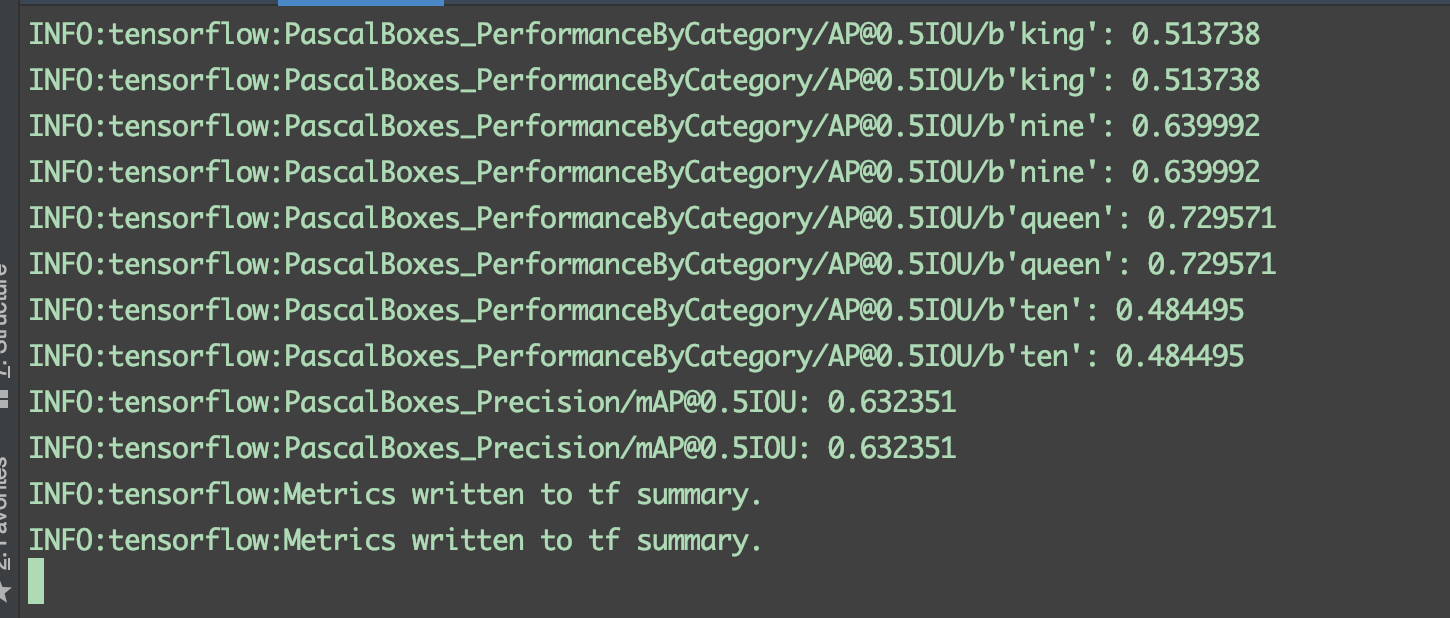 INFO:tensorflow:PascalBoxes_PerformanceByCategory/AP@0.5IOU/b'king': 0.513738
INFO:tensorflow:PascalBoxes_PerformanceByCategory/AP@0.5IOU/b'king': 0.513738
INFO:tensorflow:PascalBoxes_PerformanceByCategory/AP@0.5IOU/b'nine': 0.639992
INFO:tensorflow:PascalBoxes_PerformanceByCategory/AP@0.5IOU/b'nine': 0.639992
INFO:tensorflow:PascalBoxes_PerformanceByCategory/AP@0.5IOU/b'queen': 0.729571
INFO:tensorflow:PascalBoxes_PerformanceByCategory/AP@0.5IOU/b'queen': 0.729571
INFO:tensorflow:PascalBoxes_PerformanceByCategory/AP@0.5IOU/b'ten': 0.484495
INFO:tensorflow:PascalBoxes_PerformanceByCategory/AP@0.5IOU/b'ten': 0.484495
INFO:tensorflow:PascalBoxes_Precision/mAP@0.5IOU: 0.632351
INFO:tensorflow:PascalBoxes_Precision/mAP@0.5IOU: 0.632351
INFO:tensorflow:Metrics written to tf summary.
INFO:tensorflow:Metrics written to tf summary.
7: Structure
2: Favorites